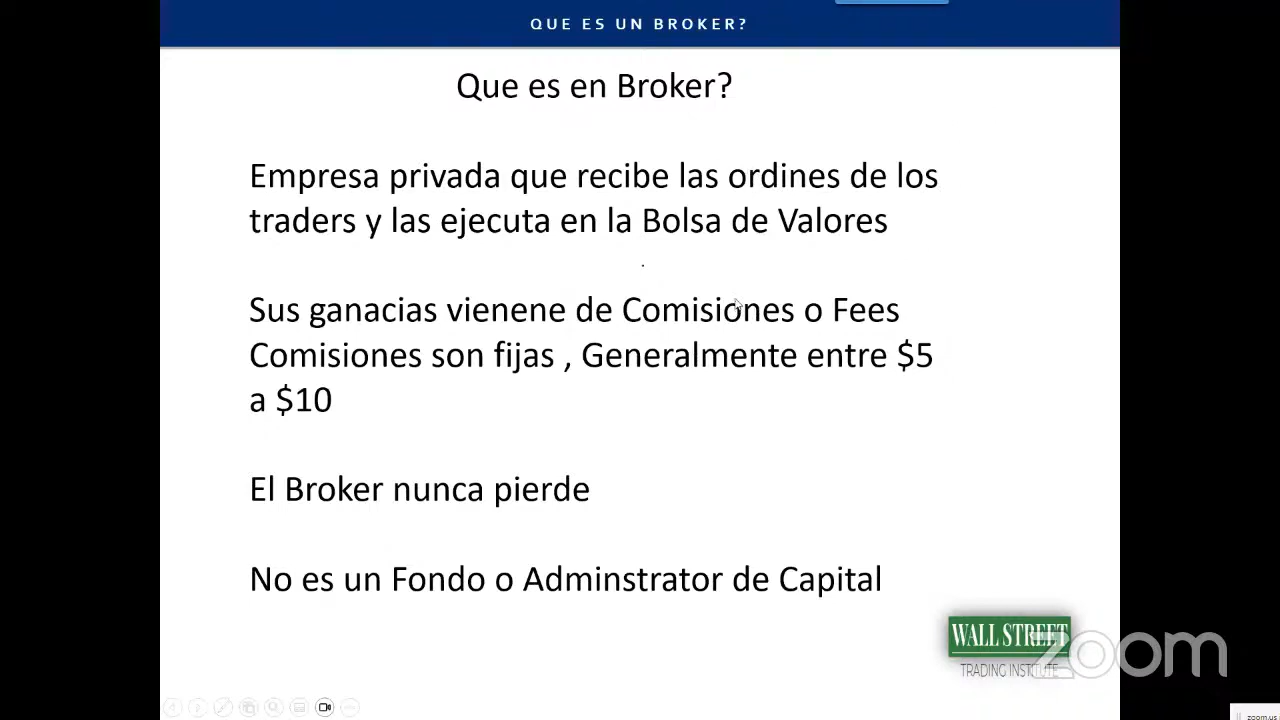 QUE ES UN BROKER?
Que es en Broker?
Empresa privada que recibe las ordines de los
traders y las ejecuta en la Bolsa de Valores
.
Sus ganacias vienene de Comisiones o Fees
Comisiones son fijas , Generalmente entre $5
a $10
El Broker nunca pierde
No es un Fondo o Adminstrator de Capital
WALL STREET
TRADING INSTITUTE
zoom
zoom.us